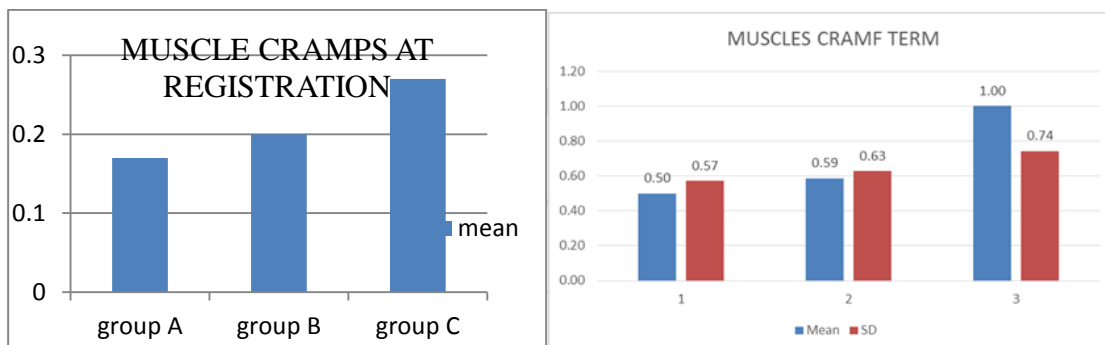 MUSCLE CRAMPS AT
REGISTRATION
0.3
0.2
0.1
0
mean
group A group B group C
MUSCLES CRAMF TERM
1.20
1.00
0.80
0.60
0.40
0.20
0.00
0.50 0.57 0.59 0.63 1.00 0.74
1 2 3
Mean SD